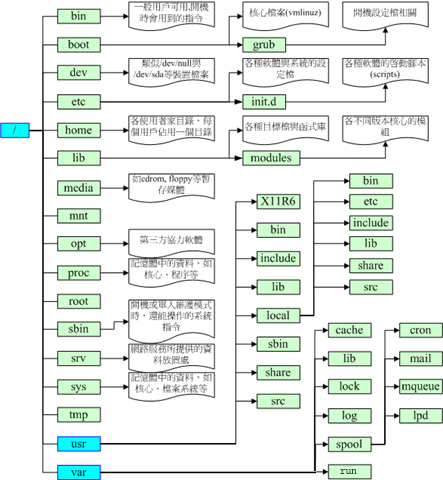 bin
一般用戶可用,開機
時會用到的指令
核心檔案(vmlinuz)
開機設定檔相關
boot
grub
dev
類似/dev/null與
/dev/sda等裝置檔案
各種軟體與系統的設
定檔
各種軟體的啟動腳本
(scripts)
etc
init.d
/
home
各使用者家目錄，每
個用戶佔用一個目錄
各種目標檔與函式庫
各不同版本核心的模
組
lib
modules
media
如cdrom, floppy等暫
存媒體
mnt
opt
第三方協力軟體
proc
記憶體中的資料，如
核心、程序等
root
sbin
開機或單人維護模式
時，還能操作的系統
指令
srv
網路服務所提供的資
料放置處
sys
記憶體中的資料，如
核心、檔案系統等
tmp
usr
var
X11R6
bin
include
lib
local
sbin
share
src
bin
etc
include
lib
share
src
cache
lib
lock
log
spool
run
cron
mail
mqueue
lpd